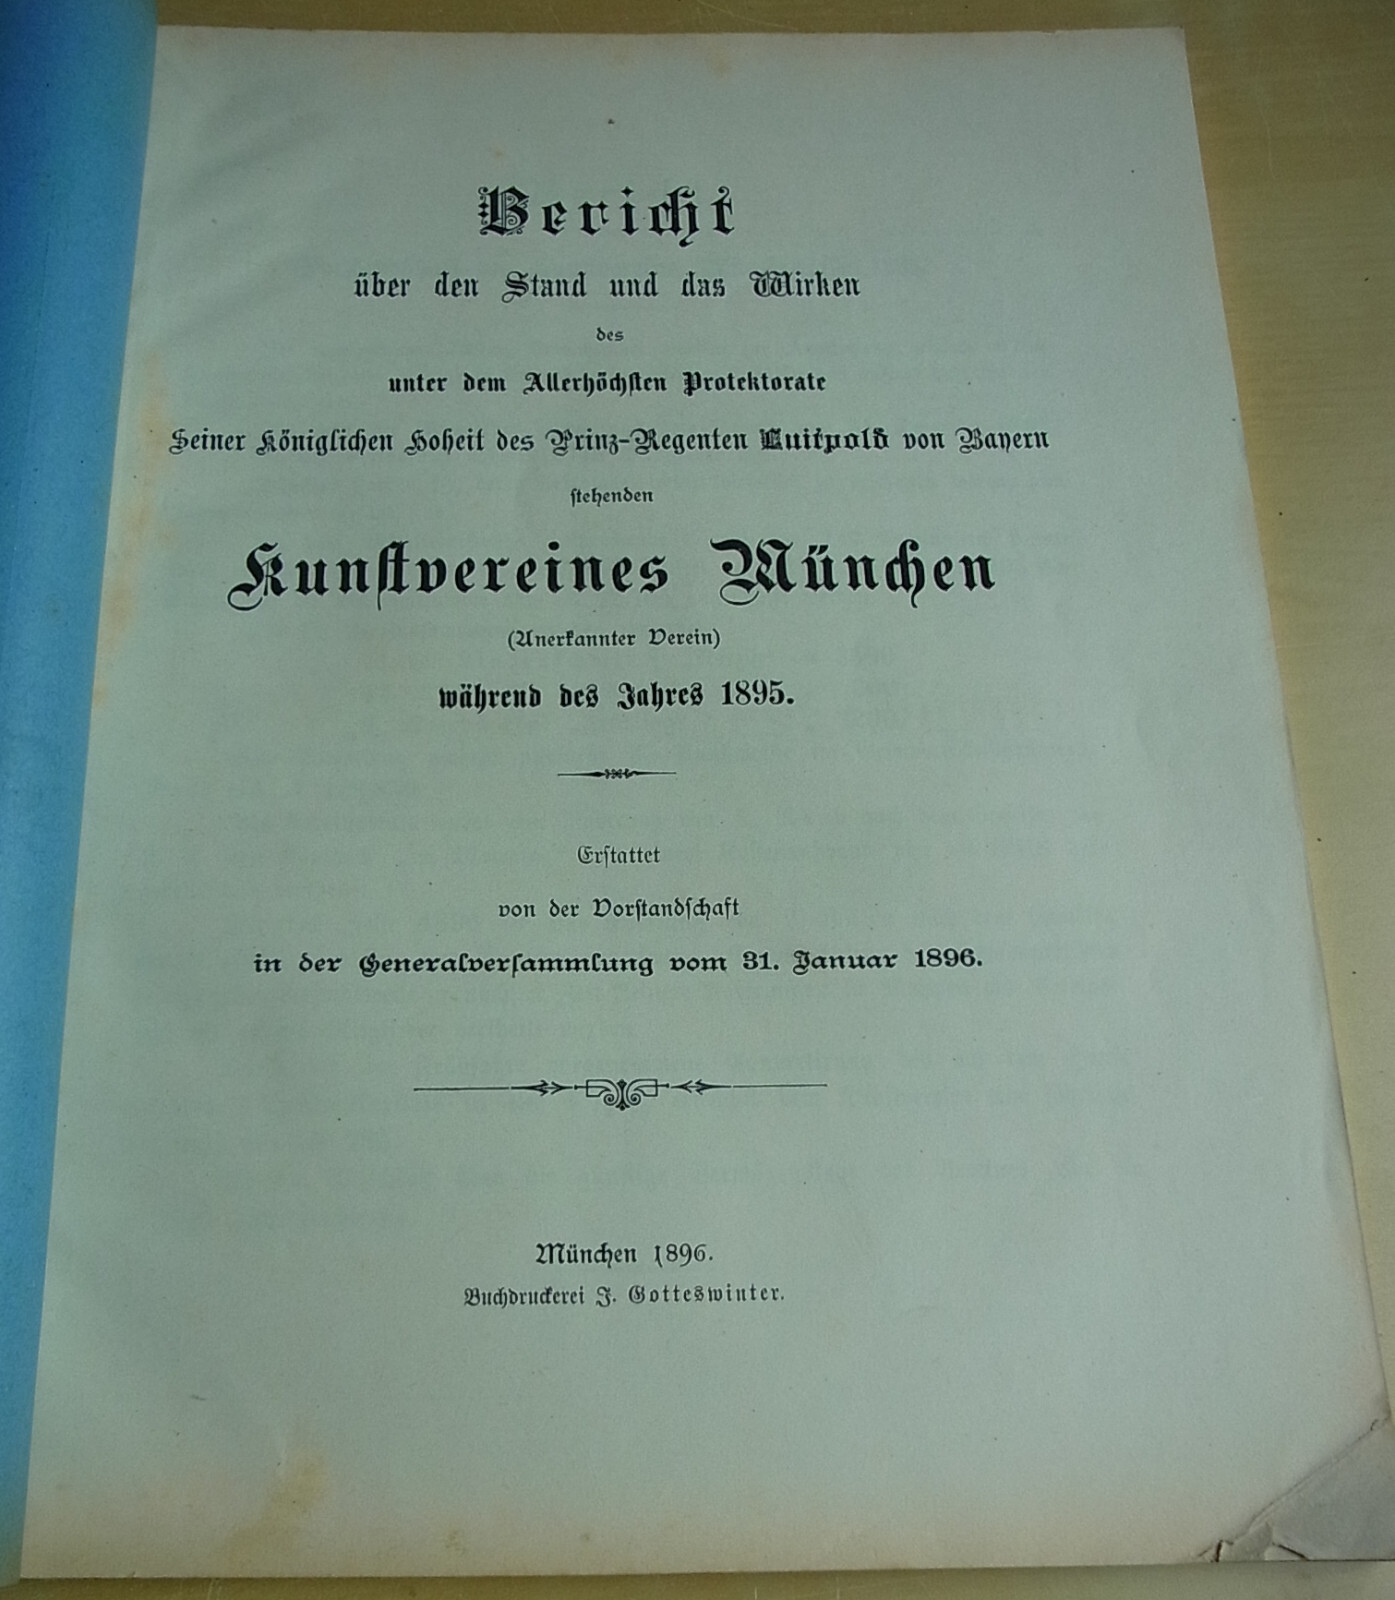 Bericht
über den Stand und das Wirken
des
unter dem Allerhöchsten Protektorate
Seiner Königlichen Hoheit des Prinz-Regenten Luitpold von Bayern
stehenden
Kunstvereines München
(Anerkannter Verein)
während des Jahres 1895.
Erstattet
von der Vorstandschaft
in der Generalversammlung vom 31. Januar 1896.
München 1896.
Buchdruckerei J. Gotteswinter.